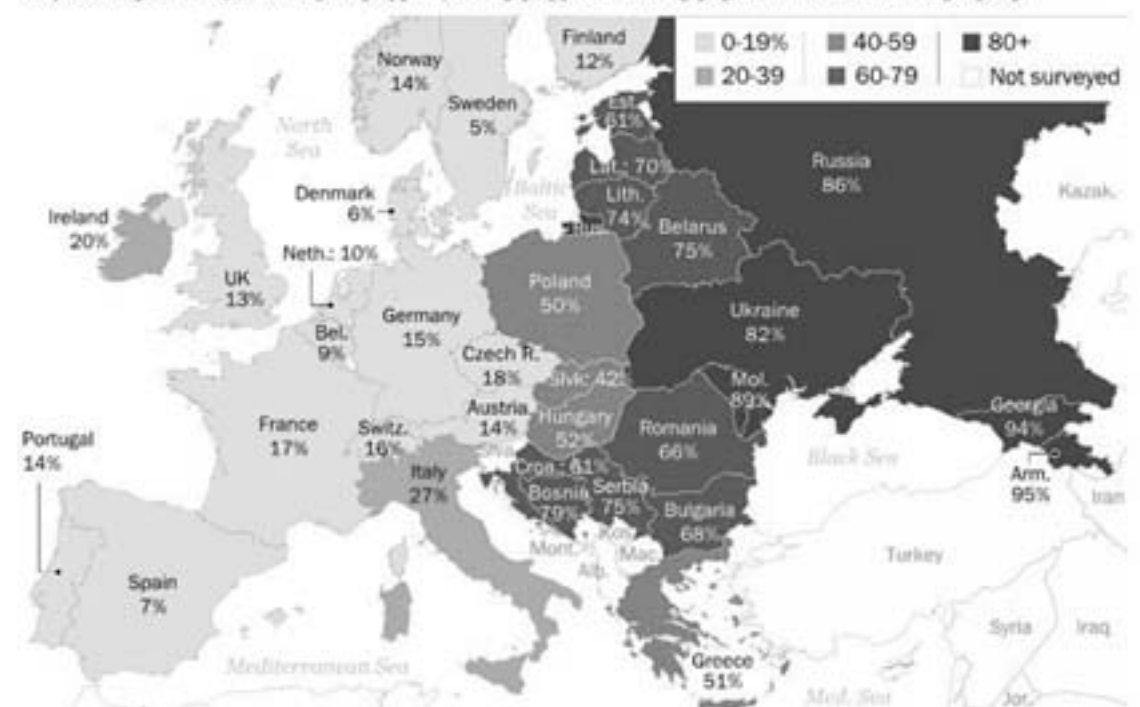 0-19%
20-39
40-59
60-79
80+
Not surveyed
Finland
12%
Norway
14%
Sweden
5%
Est.
61%
North
Sea
Russia
86%
Lat.: 70%
Kazak.
Denmark
6%
Baltic
Sea
Lith.
74%
Ireland
20%
Rus.
Belarus
75%
Neth.: 10%
UK
13%
Poland
50%
Germany
15%
Ukraine
82%
Bel.
9%
Czech R.
18%
Slvk: 42%
Mol.
89%
Austria
14%
Hungary
52%
Georgia
94%
France
17%
Switz.
16%
Romania
66%
Portugal
14%
Black Sea
Italy
27%
Croa.: 61%
Arm.
95%
Iran
Bosnia
79%
Serbia
75%
Bulgaria
68%
Kos.
Mont.
Mac.
Alb.
Turkey
Spain
7%
Syria
Iraq
Mediterranean Sea
Greece
51%
Med. Sea
Jor.